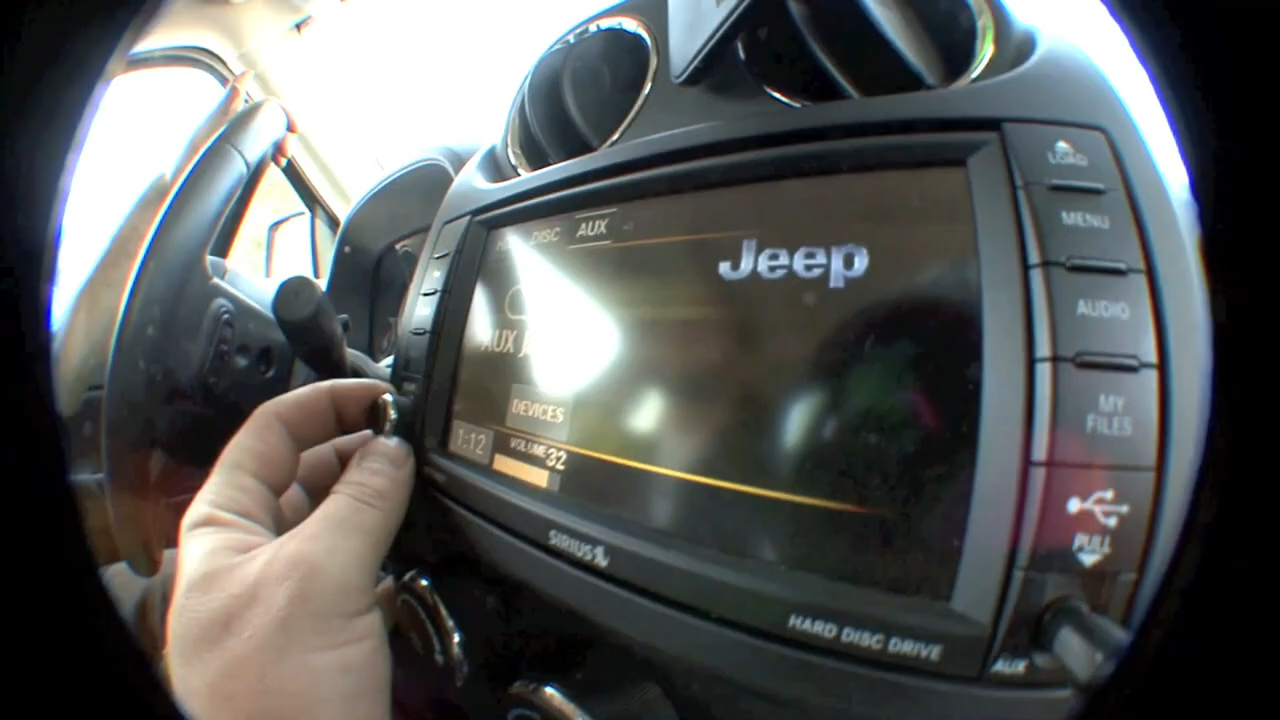 DISC AUX
Jeep
AUX
DEVICES
1:12
VOLUME 32
SIRIUS
HARD DISC DRIVE
LOAD
MENU
AUDIO
MY
FILES
PULL
AUX